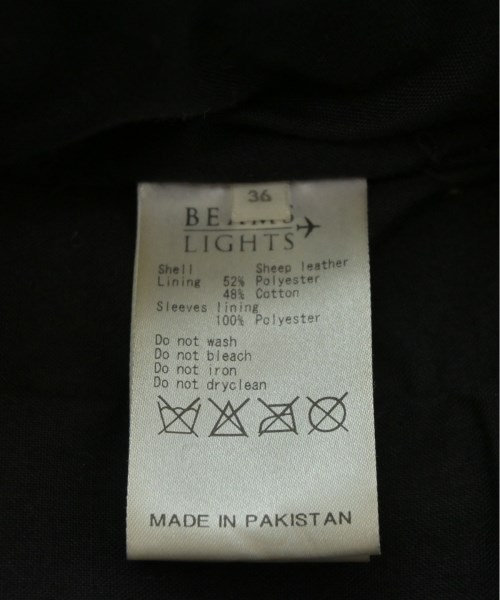 36
LIGHTS
Shell Sheep leather
Lining 52% Polyester
48% Cotton
Sleeves lining
100% Polyester
Do not wash
Do not bleach
Do not iron
Do not dryclean
MADE IN PAKISTAN